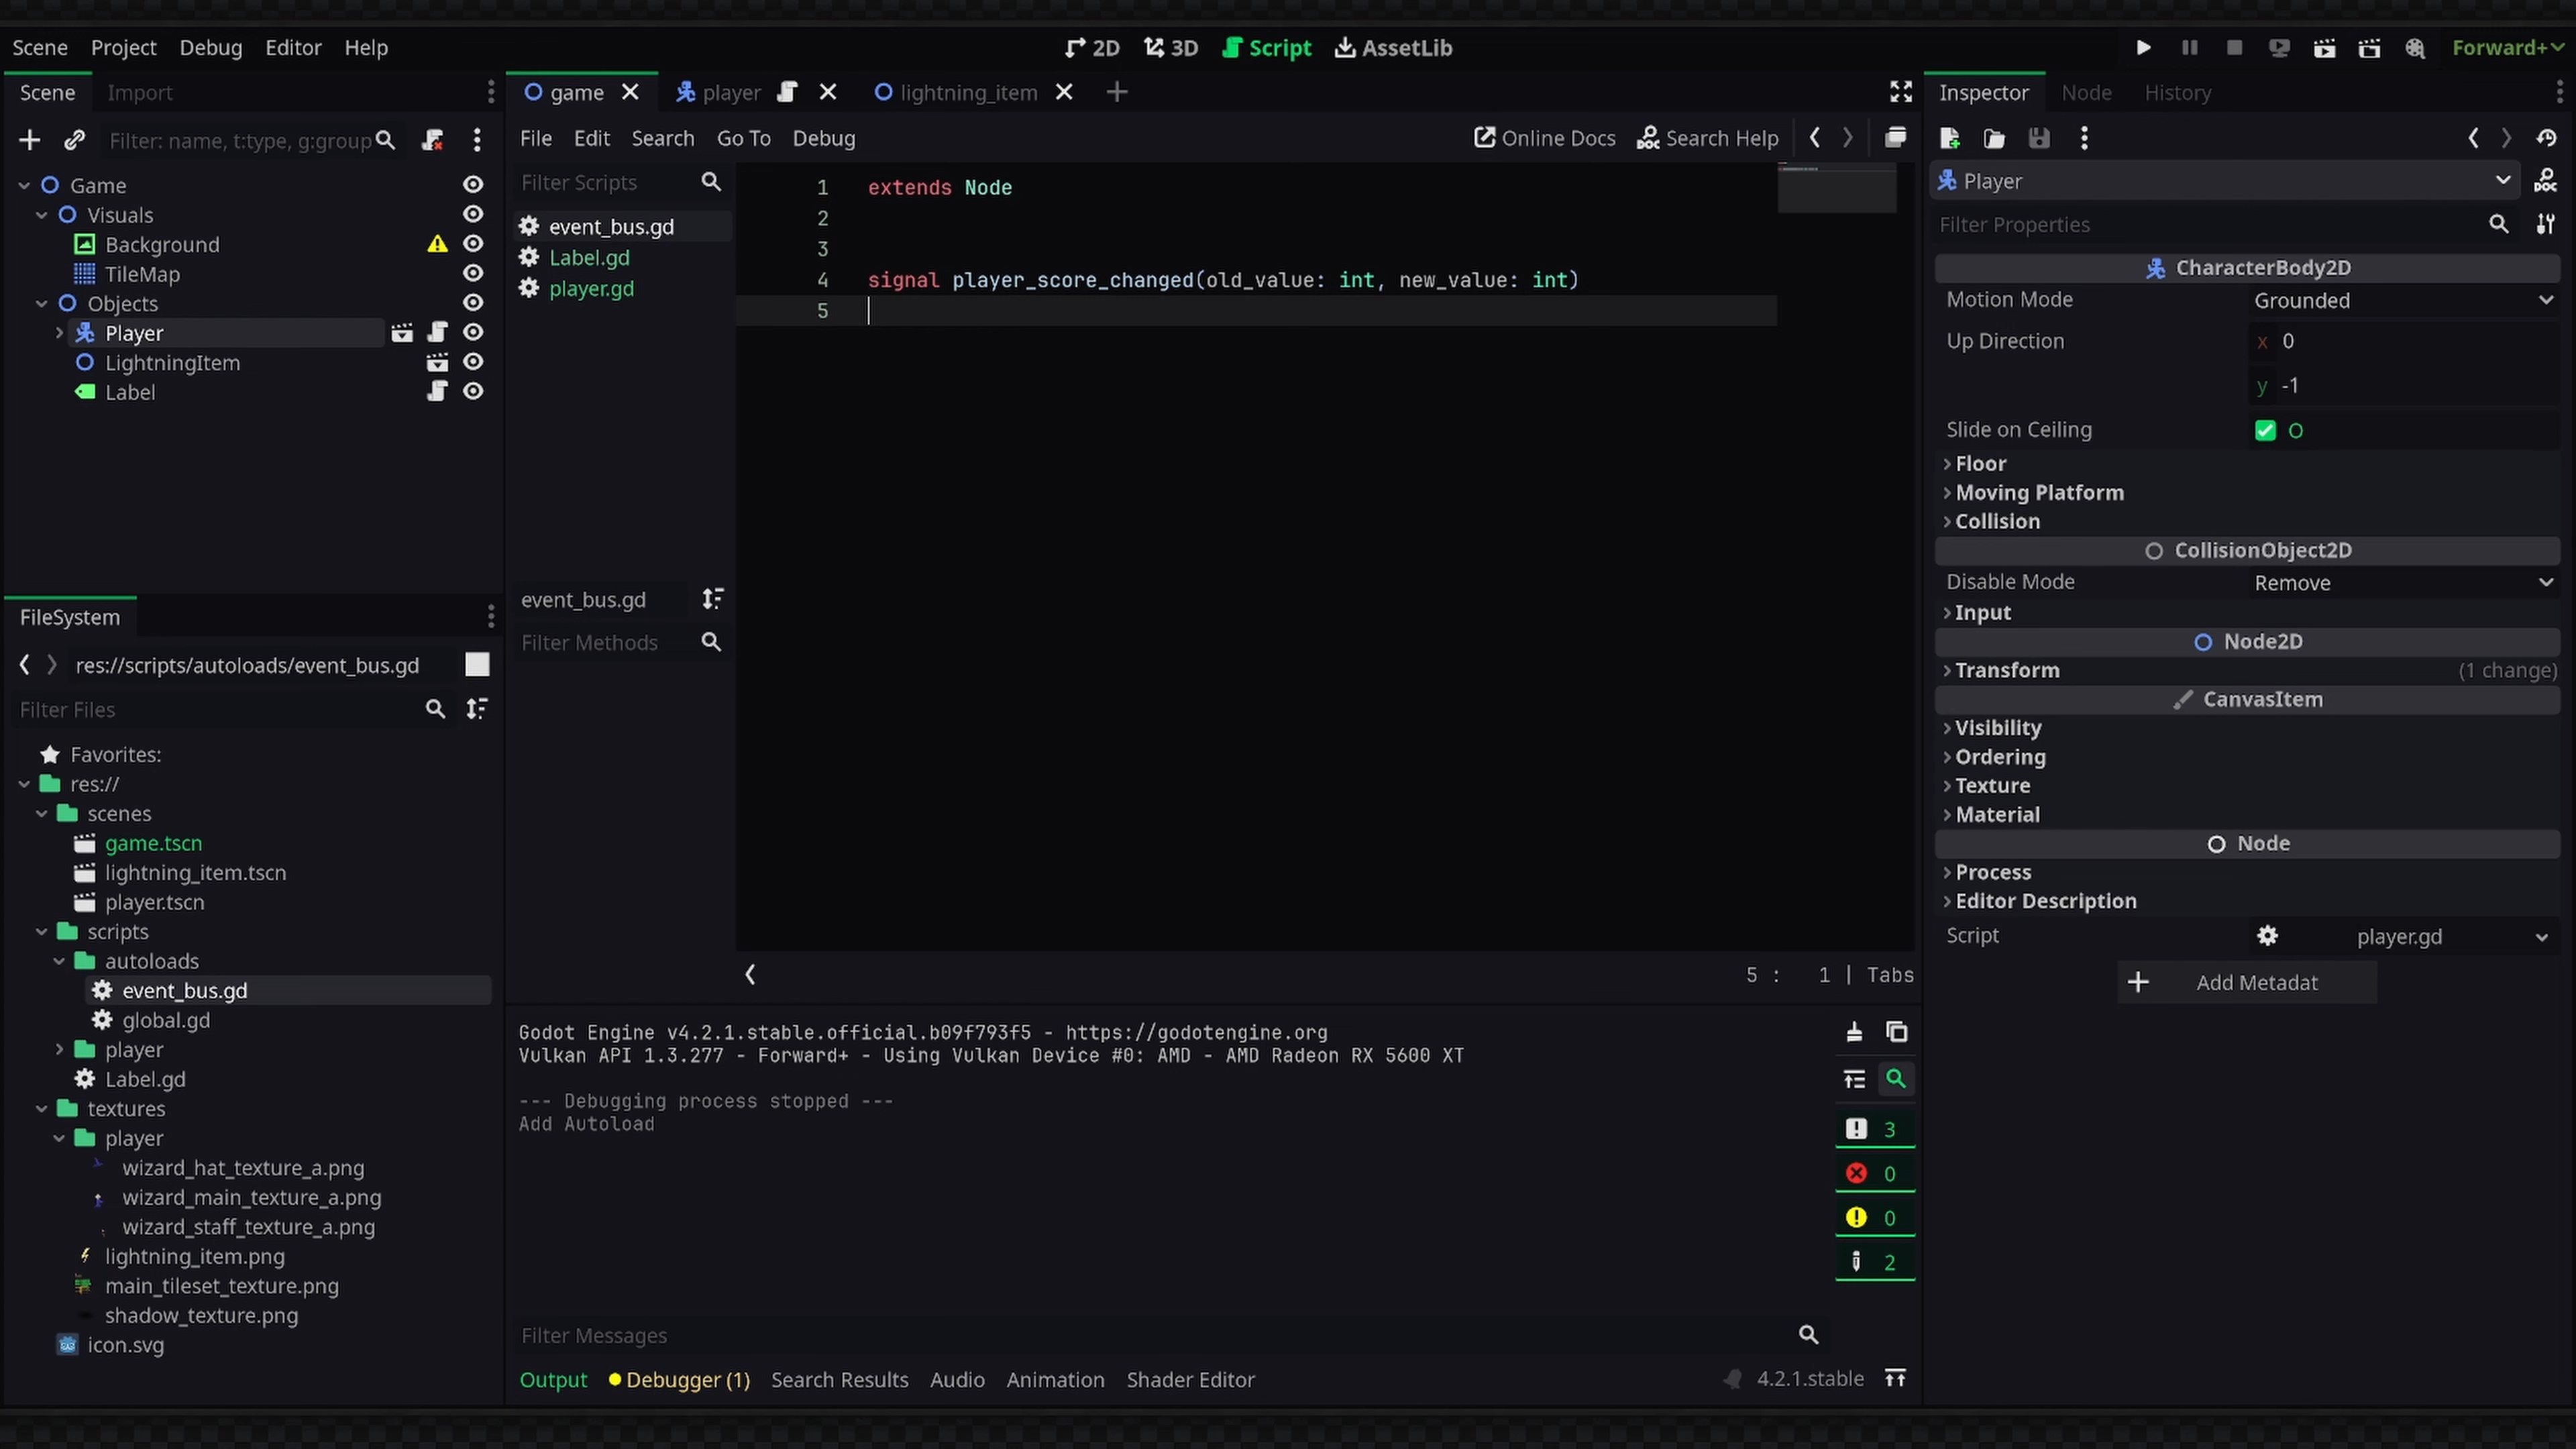 Scene Project Debug Editor Help
2D 3D Script AssetLib
Forward+
Scene Import
Filter: name, t:type, g:group
Game
Visuals
Background
TileMap
Objects
Player
LightningItem
Label
FileSystem
res://scripts/autoloads/event_bus.gd
Filter Files
Favorites:
res://
scenes
game.tscn
lightning_item.tscn
player.tscn
scripts
autoloads
event_bus.gd
global.gd
player
Label.gd
textures
player
wizard_hat_texture_a.png
wizard_main_texture_a.png
wizard_staff_texture_a.png
lightning_item.png
main_tileset_texture.png
shadow_texture.png
icon.svg
game player lightning_item
File Edit Search Go To Debug
Online Docs Search Help
Filter Scripts
event_bus.gd
Label.gd
player.gd
event_bus.gd
Filter Methods
1 extends Node
2
3
4 signal player_score_changed(old_value: int, new_value: int)
5
5 : 1 | Tabs
Godot Engine v4.2.1.stable.official.b09f793f5 - https://godotengine.org
Vulkan API 1.3.277 - Forward+ - Using Vulkan Device #0: AMD - AMD Radeon RX 5600 XT
--- Debugging process stopped ---
Add Autoload
3
0
0
2
Filter Messages
Output Debugger (1) Search Results Audio Animation Shader Editor
4.2.1.stable
Inspector Node History
Player
DOC
Filter Properties
CharacterBody2D
Motion Mode Grounded
Up Direction x 0
y -1
Slide on Ceiling
Floor
Moving Platform
Collision
CollisionObject2D
Disable Mode Remove
Input
Node2D
Transform (1 change)
CanvasItem
Visibility
Ordering
Texture
Material
Node
Process
Editor Description
Script player.gd
Add Metadat